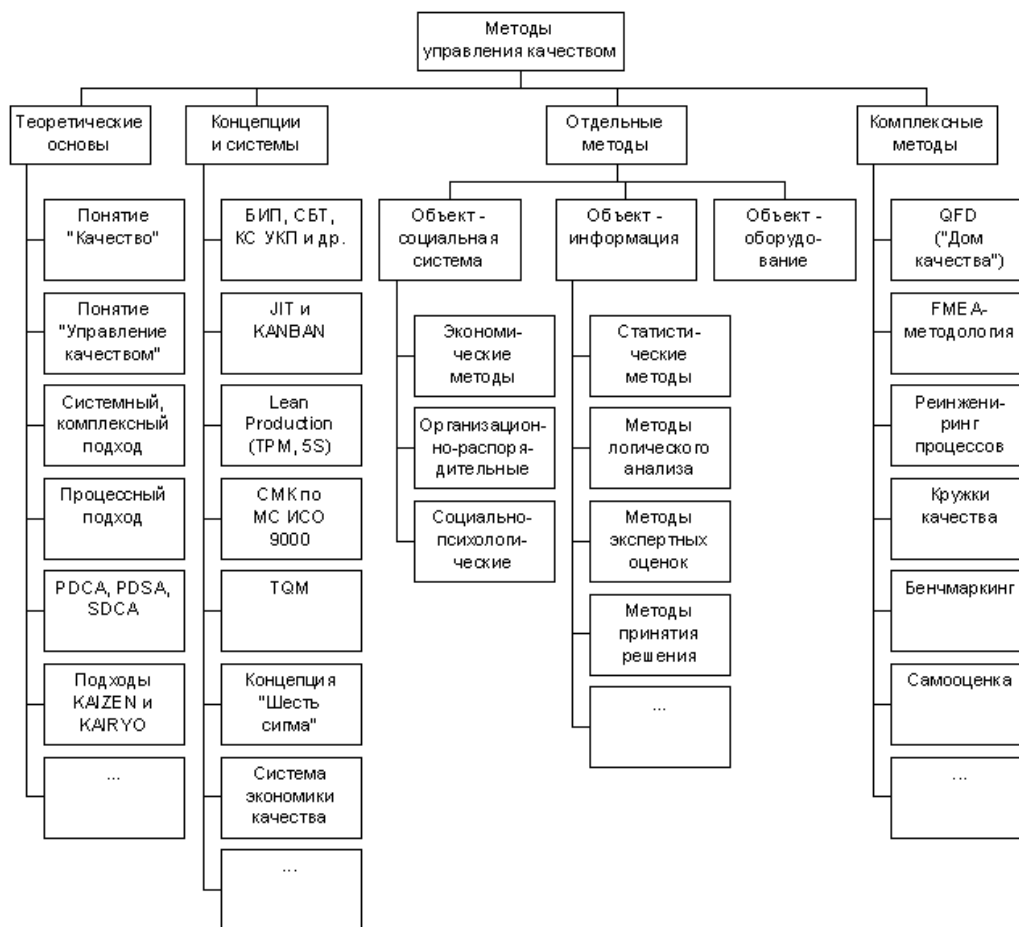 Методы
управления качеством
Теоретические
основы
Концепции
и системы
Отдельные
методы
Комплексные
методы
Понятие
"Качество"
Понятие
"Управление
качеством"
Системный,
комплексный
подход
Процессный
подход
PDCA, PDSA,
SDCA
Подходы
KAIZEN и
KAIRYO
...
БИП, СБТ,
КС УКП и др.
JIT и
KANBAN
Lean
Production
(TPM, 5S)
СМК по
МС ИСО
9000
TQM
Концепция
"Шесть
сигма"
Система
экономики
качества
...
Объект -
социальная
система
Объект -
информация
Объект -
оборудо-
вание
Экономи-
ческие
методы
Организацион-
но-распоря-
дительные
Социально-
психологи-
ческие
Статисти-
ческие
методы
Методы
логического
анализа
Методы
экспертных
оценок
Методы
принятия
решения
...
QFD
("Дом
качества")
FMEA-
методология
Реинжени-
ринг
процессов
Кружки
качества
Бенчмаркинг
Самооценка
...